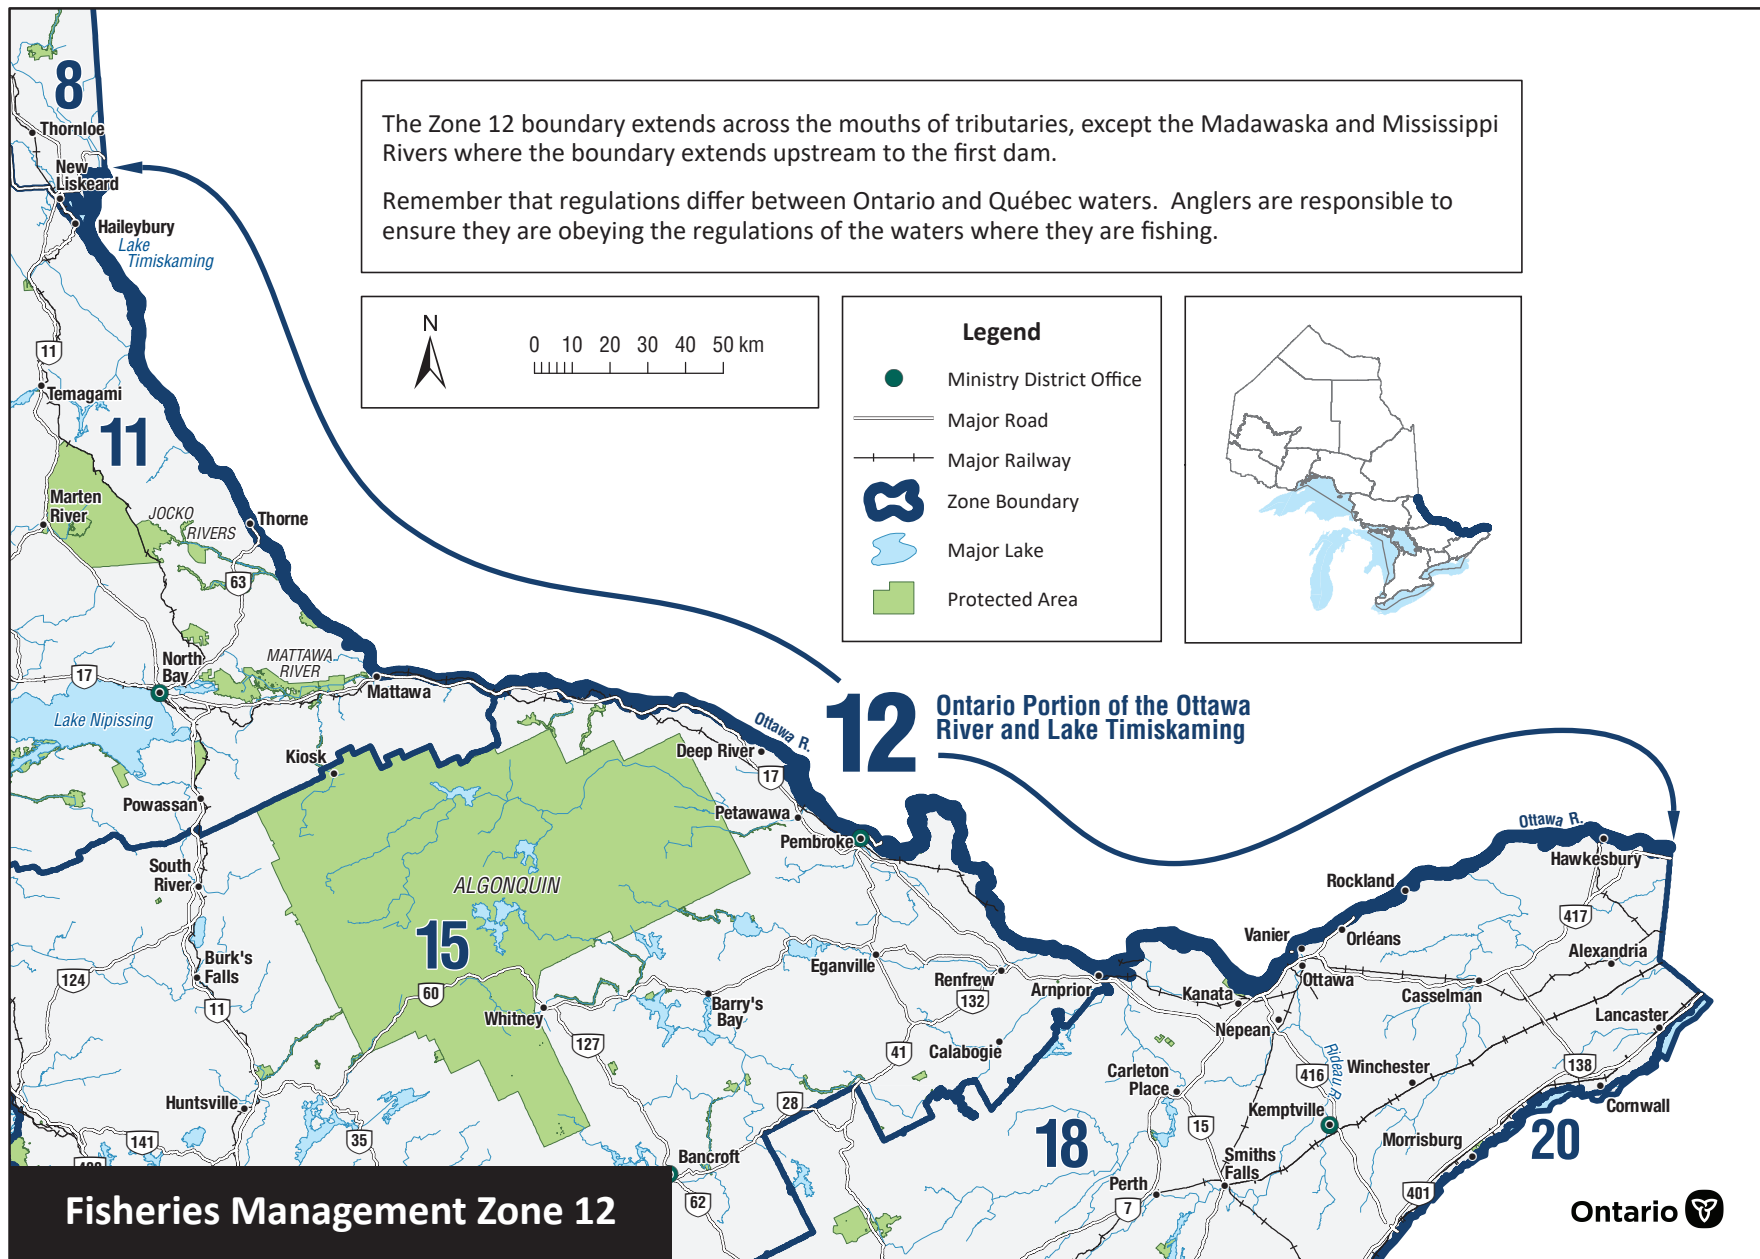 8
Thornloe
New
Liskeard
Haileybury
Lake
Timiskaming
The Zone 12 boundary extends across the mouths of tributaries, except the Madawaska and Mississippi
Rivers where the boundary extends upstream to the first dam.
Remember that regulations differ between Ontario and Québec waters. Anglers are responsible to
ensure they are obeying the regulations of the waters where they are fishing.
N
0 10 20 30 40 50 km
Legend
Ministry District Office
Major Road
Major Railway
Zone Boundary
Major Lake
Protected Area
11
Temagami
11
Marten
River
JOCKO
RIVERS
Thorne
63
North
Bay
MATTAWA
RIVER
17
Mattawa
Lake Nipissing
Kiosk
Powassan
South
River
Burk's
Falls
124
11
Huntsville
141
35
ALGONQUIN
15
60
Whitney
127
Barry's
Bay
28
Bancroft
62
Deep River
Ottawa R.
17
Petawawa
Pembroke
12
Ontario Portion of the Ottawa
River and Lake Timiskaming
Eganville
Renfrew
132
Arnprior
41
Calabogie
Ottawa R.
Hawkesbury
Rockland
417
Vanier
Orléans
Alexandria
Ottawa
Kanata
Casselman
Nepean
Lancaster
Rideau R.
416
Winchester
138
Carleton
Place
Kemptville
Cornwall
15
Morrisburg
20
18
Smiths
Falls
Perth
7
401
Fisheries Management Zone 12
Ontario